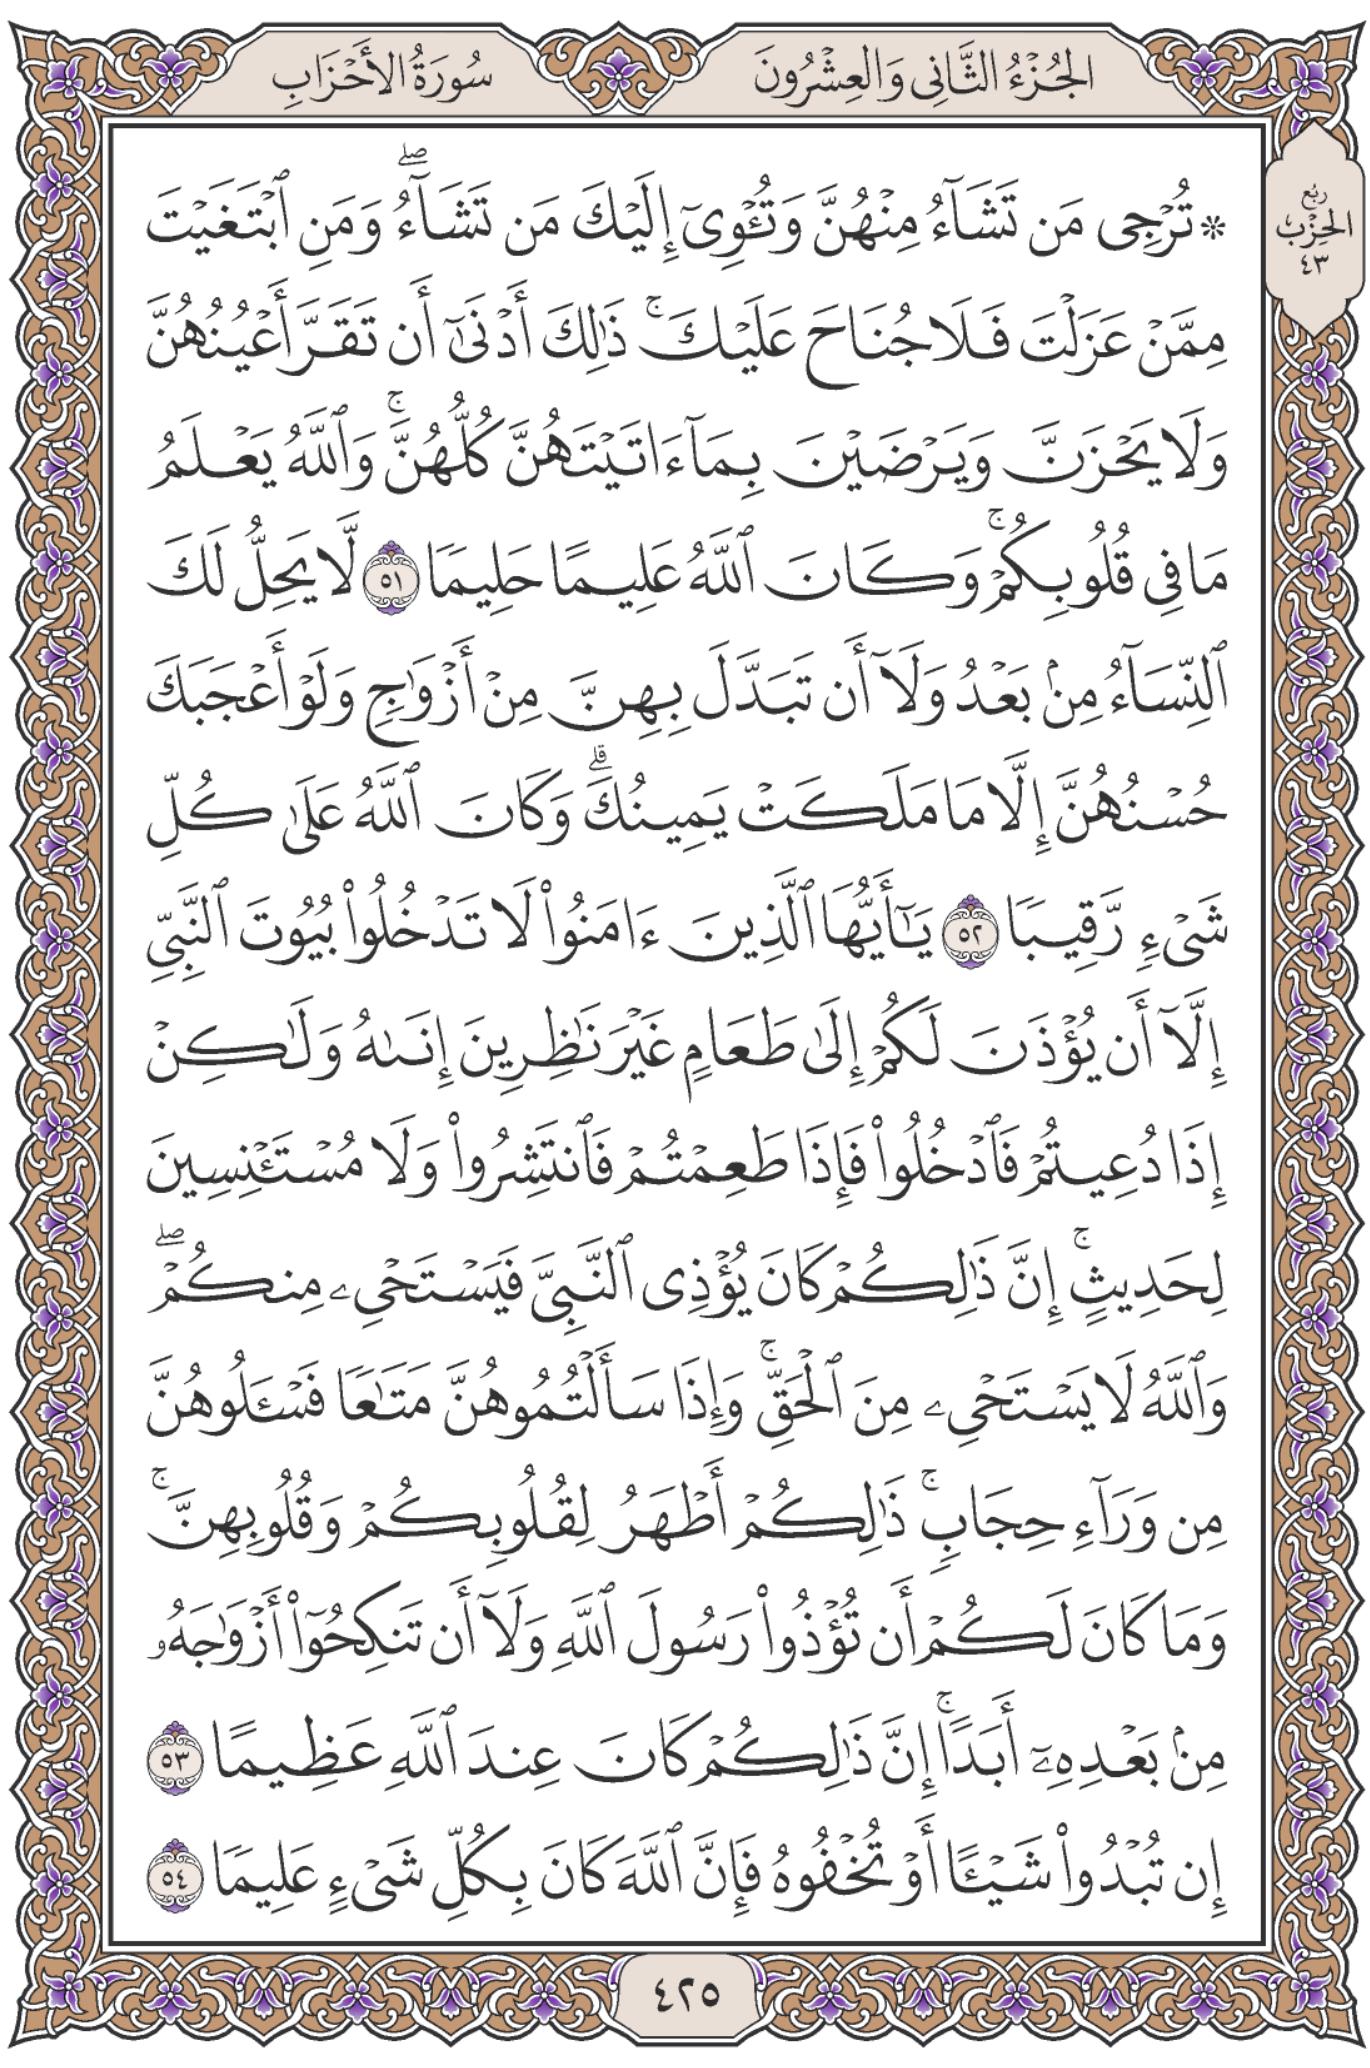 الجُزْءُ الثَّانِى وَالعِشْرُونَ
سُورَةُ الأَحْزَابِ
رُبْع
الحِزْب
٤٣
۞ تُرْجِى مَن تَشَآءُ مِنْهُنَّ وَتُـْٔوِىٓ إِلَيْكَ مَن تَشَآءُۖ وَمَنِ ٱبْتَغَيْتَ
مِمَّنْ عَزَلْتَ فَلَا جُنَاحَ عَلَيْكَۚ ذَٰلِكَ أَدْنَىٰٓ أَن تَقَرَّ أَعْيُنُهُنَّ
وَلَا يَحْزَنَّ وَيَرْضَيْنَ بِمَآ ءَاتَيْتَهُنَّ كُلُّهُنَّۚ وَٱللَّهُ يَعْلَمُ
مَا فِى قُلُوبِكُمْۚ وَكَانَ ٱللَّهُ عَلِيمًا حَلِيمًا ٥١ لَّا يَحِلُّ لَكَ
ٱلنِّسَآءُ مِنۢ بَعْدُ وَلَآ أَن تَبَدَّلَ بِهِنَّ مِنْ أَزْوَٰجٍ وَلَوْ أَعْجَبَكَ
حُسْنُهُنَّ إِلَّا مَا مَلَكَتْ يَمِينُكَۗ وَكَانَ ٱللَّهُ عَلَىٰ كُلِّ
شَىْءٍ رَّقِيبًا ٥٢ يَـٰٓأَيُّهَا ٱلَّذِينَ ءَامَنُوا۟ لَا تَدْخُلُوا۟ بُيُوتَ ٱلنَّبِىِّ
إِلَّآ أَن يُؤْذَنَ لَكُمْ إِلَىٰ طَعَامٍ غَيْرَ نَـٰظِرِينَ إِنَىٰهُ وَلَـٰكِنْ
إِذَا دُعِيتُمْ فَٱدْخُلُوا۟ فَإِذَا طَعِمْتُمْ فَٱنتَشِرُوا۟ وَلَا مُسْتَـْٔنِسِينَ
لِحَدِيثٍۚ إِنَّ ذَٰلِكُمْ كَانَ يُؤْذِى ٱلنَّبِىَّ فَيَسْتَحْىِۦ مِنكُمْۖ
وَٱللَّهُ لَا يَسْتَحْىِۦ مِنَ ٱلْحَقِّۚ وَإِذَا سَأَلْتُمُوهُنَّ مَتَـٰعًا فَسْـَٔلُوهُنَّ
مِن وَرَآءِ حِجَابٍۚ ذَٰلِكُمْ أَطْهَرُ لِقُلُوبِكُمْ وَقُلُوبِهِنَّۚ
وَمَا كَانَ لَكُمْ أَن تُؤْذُوا۟ رَسُولَ ٱللَّهِ وَلَآ أَن تَنكِحُوٓا۟ أَزْوَٰجَهُۥ
مِنۢ بَعْدِهِۦٓ أَبَدًاۚ إِنَّ ذَٰلِكُمْ كَانَ عِندَ ٱللَّهِ عَظِيمًا ٥٣
إِن تُبْدُوا۟ شَيْـًٔا أَوْ تُخْفُوهُ فَإِنَّ ٱللَّهَ كَانَ بِكُلِّ شَىْءٍ عَلِيمًا ٥٤
٤٢٥